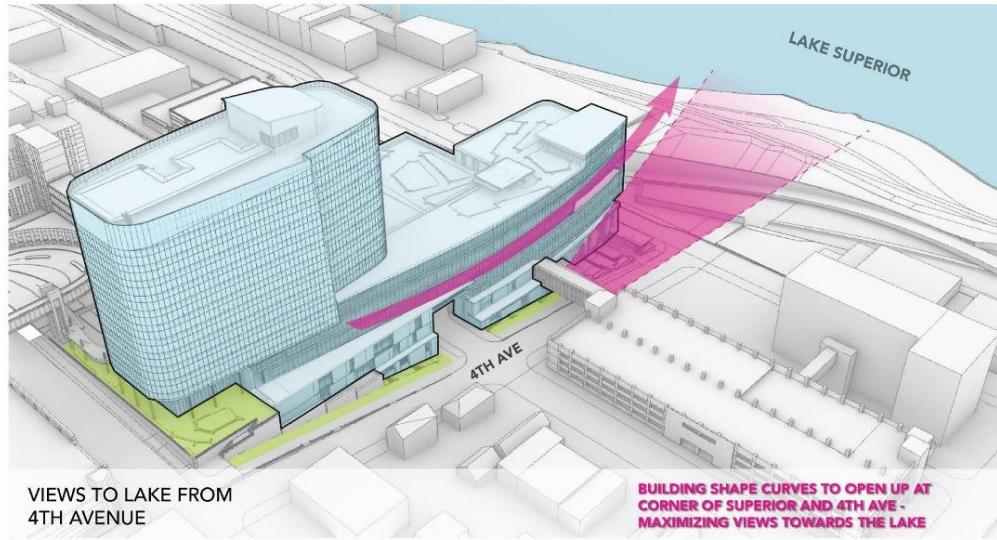 LAKE SUPERIOR
4TH AVE
VIEWS TO LAKE FROM
4TH AVENUE
BUILDING SHAPE CURVES TO OPEN UP AT
CORNER OF SUPERIOR AND 4TH AVE -
MAXIMIZING VIEWS TOWARDS THE LAKE